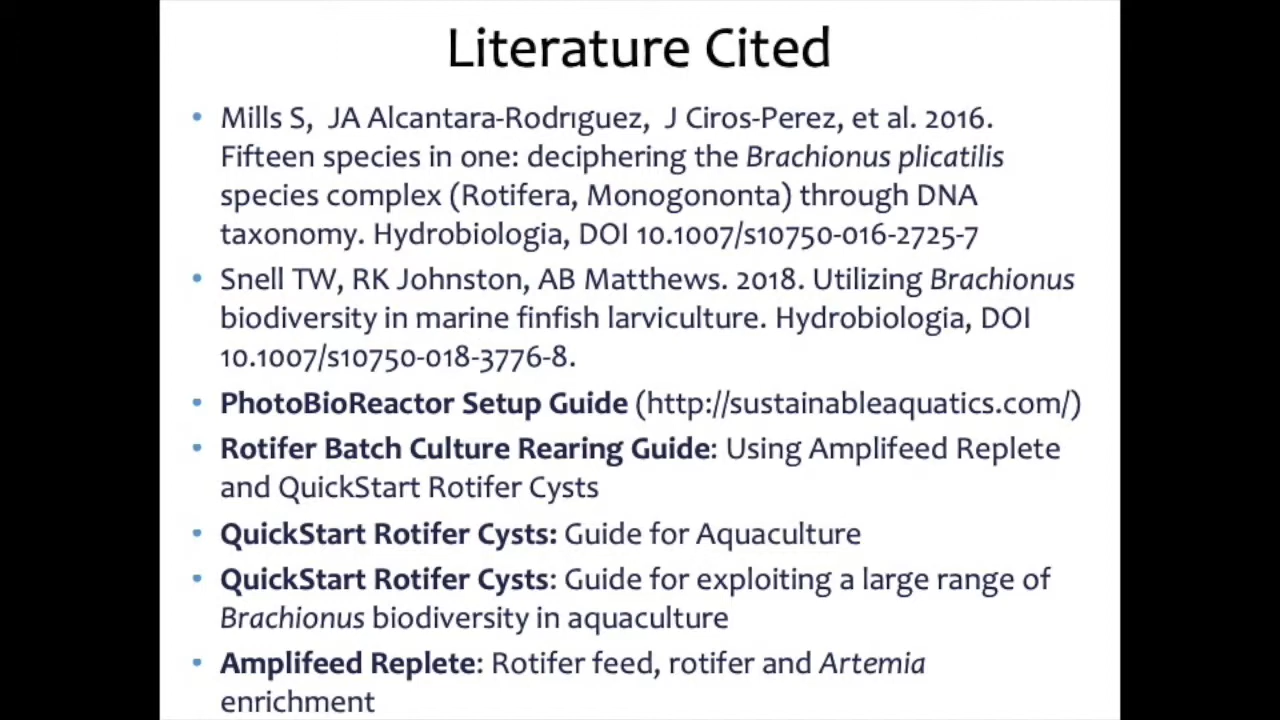 Literature Cited
• Mills S, JA Alcantara-Rodrıguez, J Ciros-Perez, et al. 2016.
Fifteen species in one: deciphering the Brachionus plicatilis
species complex (Rotifera, Monogononta) through DNA
taxonomy. Hydrobiologia, DOI 10.1007/s10750-016-2725-7
• Snell TW, RK Johnston, AB Matthews. 2018. Utilizing Brachionus
biodiversity in marine finfish larviculture. Hydrobiologia, DOI
10.1007/s10750-018-3776-8.
• PhotoBioReactor Setup Guide (http://sustainableaquatics.com/)
• Rotifer Batch Culture Rearing Guide: Using Amplifeed Replete
and QuickStart Rotifer Cysts
• QuickStart Rotifer Cysts: Guide for Aquaculture
• QuickStart Rotifer Cysts: Guide for exploiting a large range of
Brachionus biodiversity in aquaculture
• Amplifeed Replete: Rotifer feed, rotifer and Artemia
enrichment